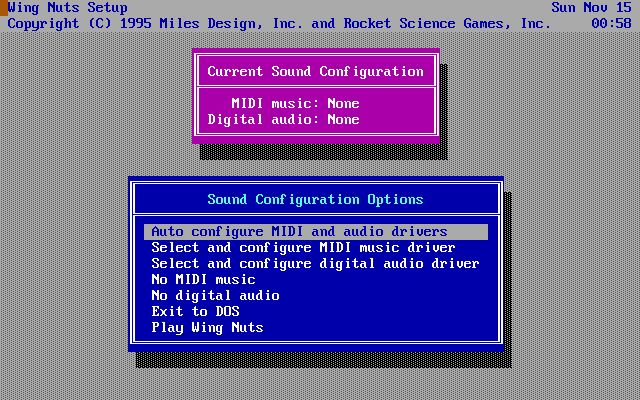 Wing Nuts Setup Sun Nov 15
Copyright (C) 1995 Miles Design, Inc. and Rocket Science Games, Inc. 00:58
Current Sound Configuration
MIDI music: None
Digital audio: None
Sound Configuration Options
Auto configure MIDI and audio drivers
Select and configure MIDI music driver
Select and configure digital audio driver
No MIDI music
No digital audio
Exit to DOS
Play Wing Nuts